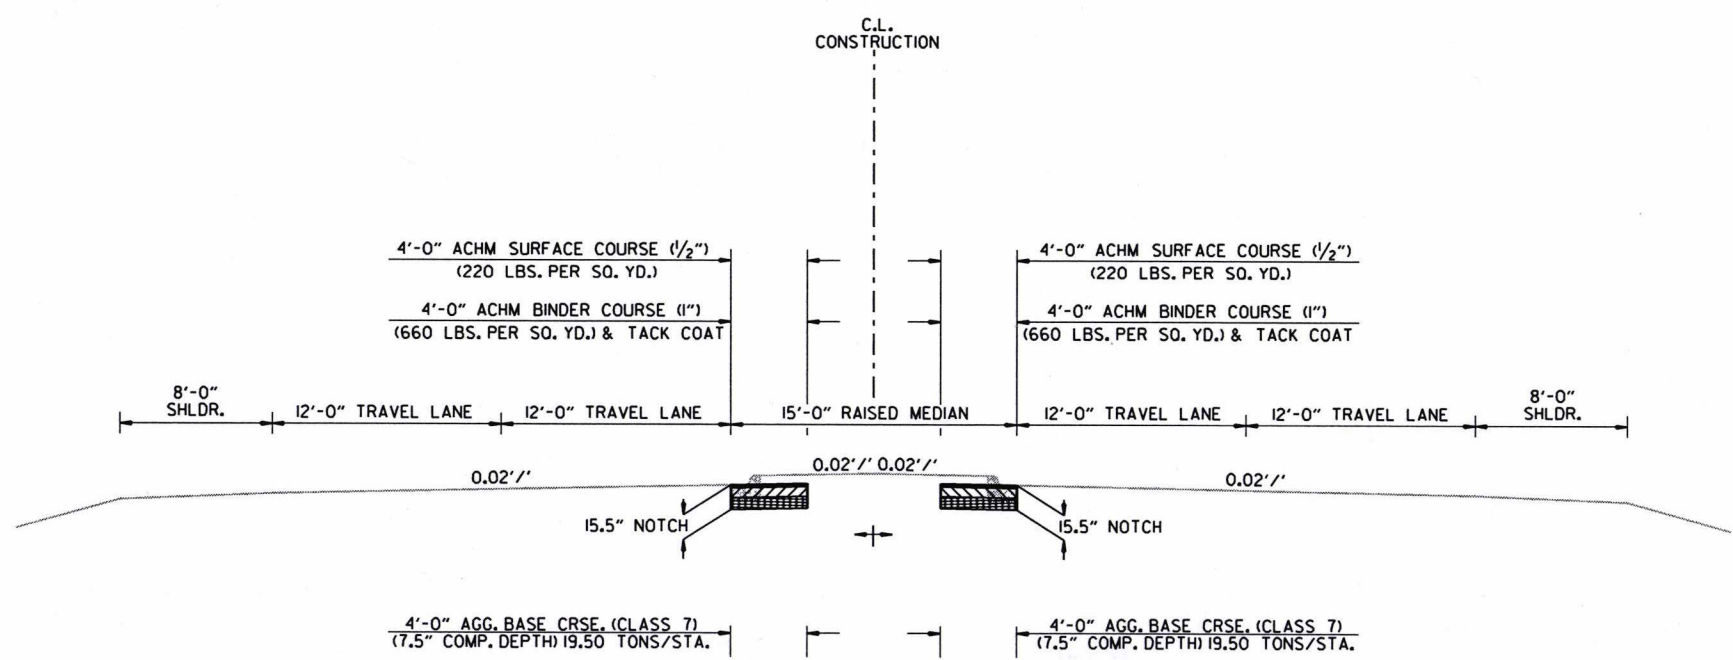 C.L.
CONSTRUCTION
4'-0" ACHM SURFACE COURSE (1/2")
(220 LBS. PER SQ. YD.)
4'-0" ACHM SURFACE COURSE (1/2")
(220 LBS. PER SQ. YD.)
4'-0" ACHM BINDER COURSE (1")
(660 LBS. PER SQ. YD.) & TACK COAT
4'-0" ACHM BINDER COURSE (1")
(660 LBS. PER SQ. YD.) & TACK COAT
8'-0"
SHLDR.
12'-0" TRAVEL LANE
12'-0" TRAVEL LANE
15'-0" RAISED MEDIAN
12'-0" TRAVEL LANE
12'-0" TRAVEL LANE
8'-0"
SHLDR.
0.02'/'
0.02'/' 0.02'/'
0.02'/'
15.5" NOTCH
15.5" NOTCH
4'-0" AGG. BASE CRSE. (CLASS 7)
(7.5" COMP. DEPTH) 19.50 TONS/STA.
4'-0" AGG. BASE CRSE. (CLASS 7)
(7.5" COMP. DEPTH) 19.50 TONS/STA.